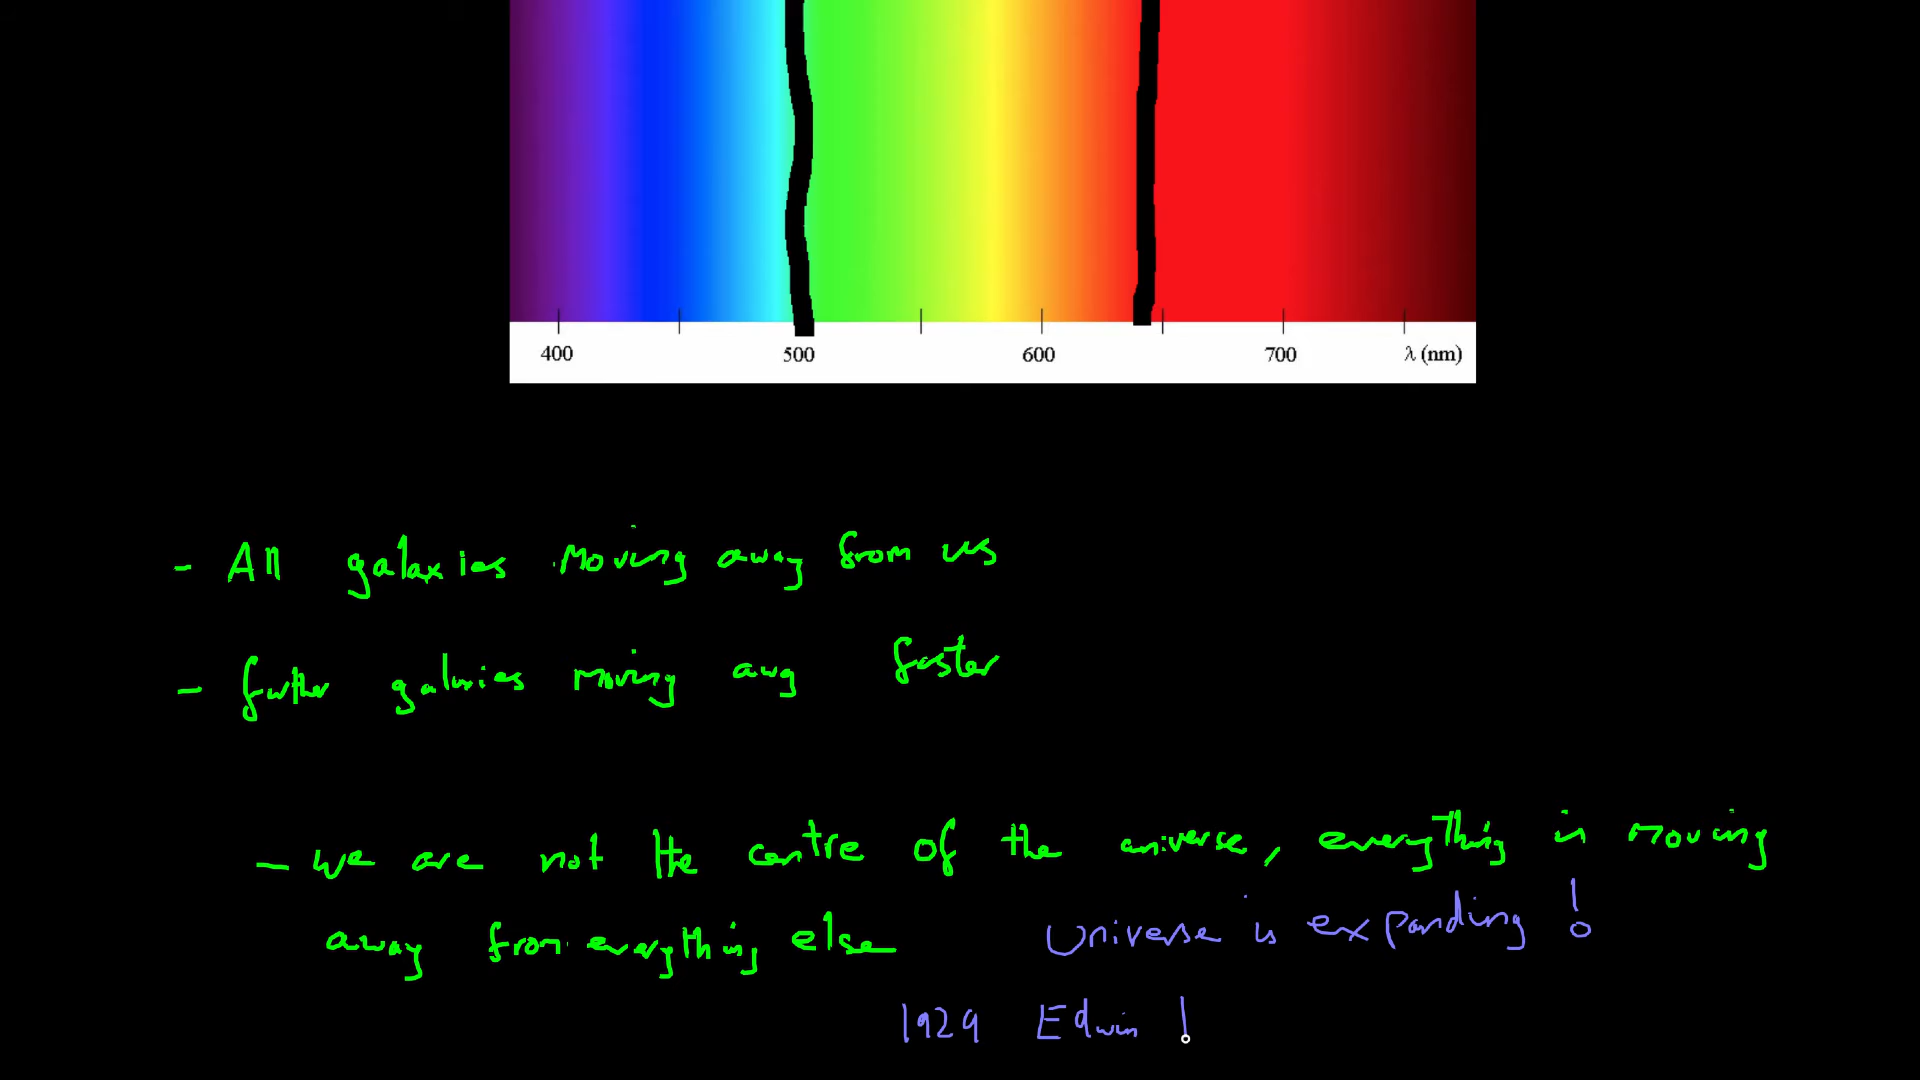 400 500 600 700 λ (nm)
- All galaxies moving away from us
- further galaxies moving awy faster
- we are not the centre of the universe, everything is moving
away from everything else Universe is expanding!
1929 Edwin